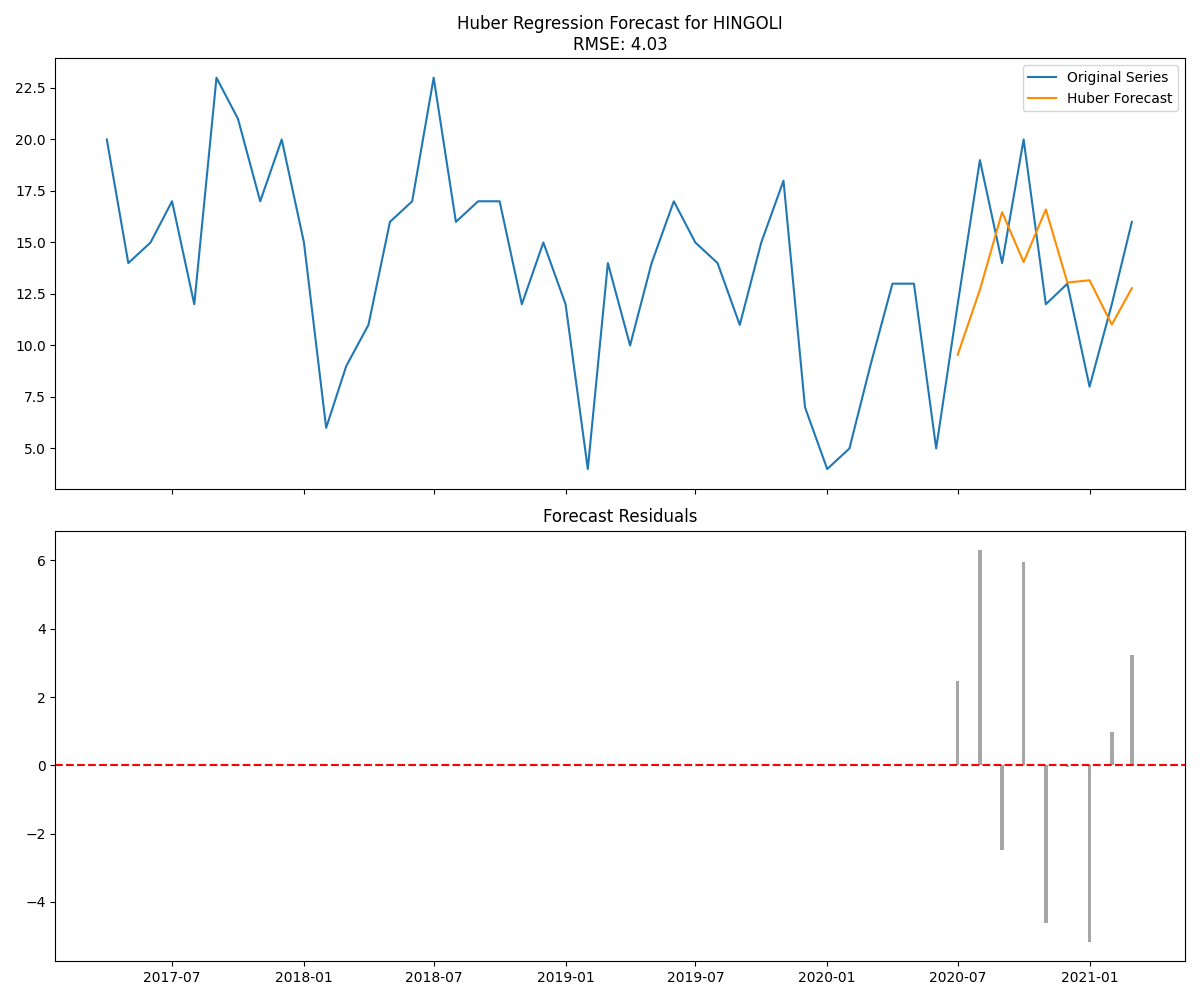 Huber Regression Forecast for HINGOLI
RMSE: 4.03
Original Series
Huber Forecast
22.5
20.0
17.5
15.0
12.5
10.0
7.5
5.0
Forecast Residuals
6
4
2
0
−2
−4
2017-07 2018-01 2018-07 2019-01 2019-07 2020-01 2020-07 2021-01